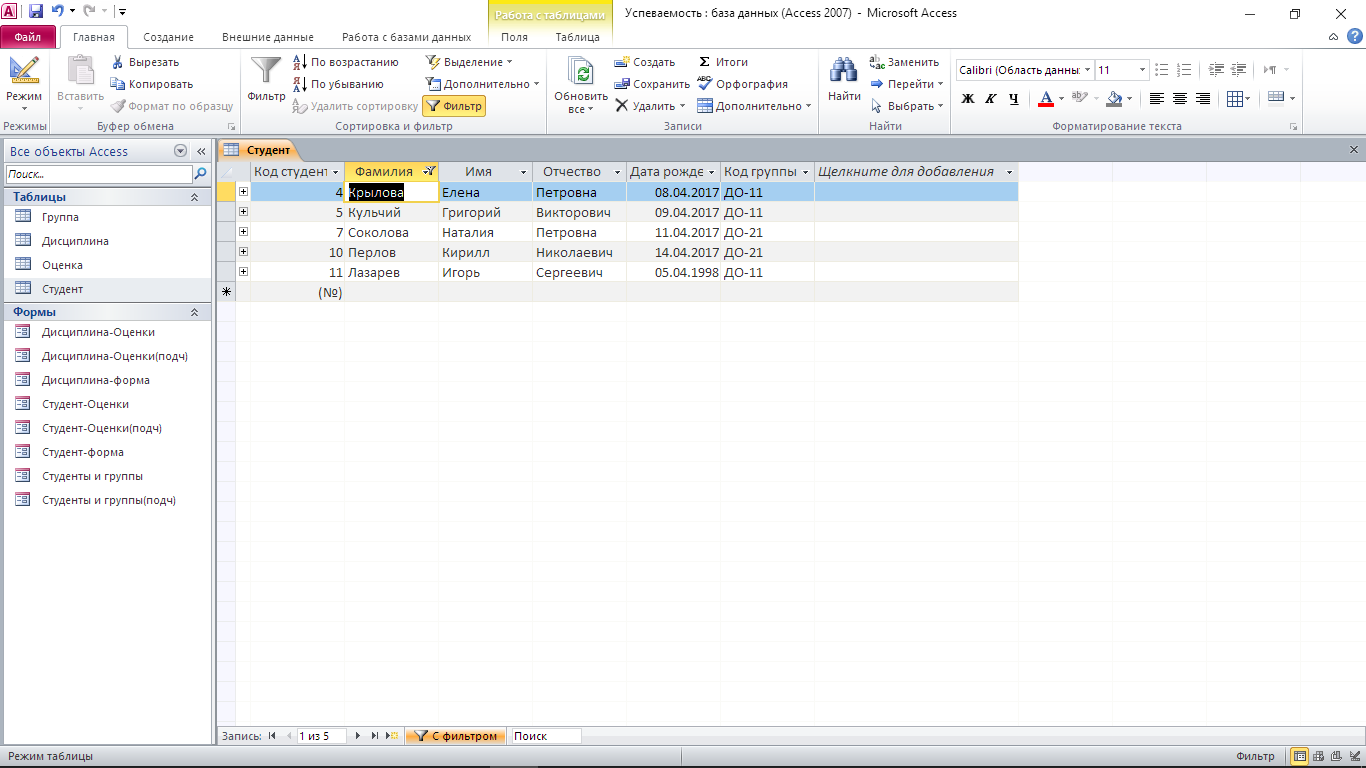 Работа с таблицами
Успеваемость : база данных (Access 2007) - Microsoft Access
Файл Главная Создание Внешние данные Работа с базами данных Поля Таблица
Режим
Режимы
Вставить
Вырезать
Копировать
Формат по образцу
Буфер обмена
Фильтр
По возрастанию
По убыванию
Удалить сортировку
Выделение
Дополнительно
Фильтр
Сортировка и фильтр
Обновить
все
Создать
Сохранить
Удалить
Итоги
Орфография
Дополнительно
Записи
Найти
Заменить
Перейти
Выбрать
Найти
Calibri (Область данны: 11
Ж К Ч
Форматирование текста
Все объекты Access
Поиск...
Таблицы
Группа
Дисциплина
Оценка
Студент
Формы
Дисциплина-Оценки
Дисциплина-Оценки(подч)
Дисциплина-форма
Студент-Оценки
Студент-Оценки(подч)
Студент-форма
Студенты и группы
Студенты и группы(подч)
Студент
Код студент Фамилия Имя Отчество Дата рожде Код группы Щелкните для добавления
4 Крылова Елена Петровна 08.04.2017 ДО-11
5 Кульчий Григорий Викторович 09.04.2017 ДО-11
7 Соколова Наталия Петровна 11.04.2017 ДО-21
10 Перлов Кирилл Николаевич 14.04.2017 ДО-21
11 Лазарев Игорь Сергеевич 05.04.1998 ДО-11
(№)
Запись: 1 из 5 С фильтром Поиск
Режим таблицы Фильтр